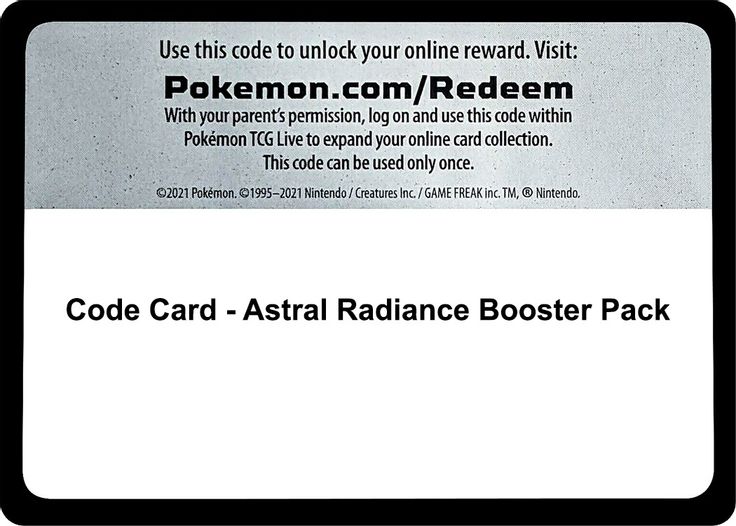 Use this code to unlock your online reward. Visit:
Pokemon.com/Redeem
With your parent's permission, log on and use this code within
Pokémon TCG Live to expand your online card collection.
This code can be used only once.
©2021 Pokémon. ©1995–2021 Nintendo / Creatures Inc. / GAME FREAK inc. TM, ® Nintendo.
Code Card - Astral Radiance Booster Pack